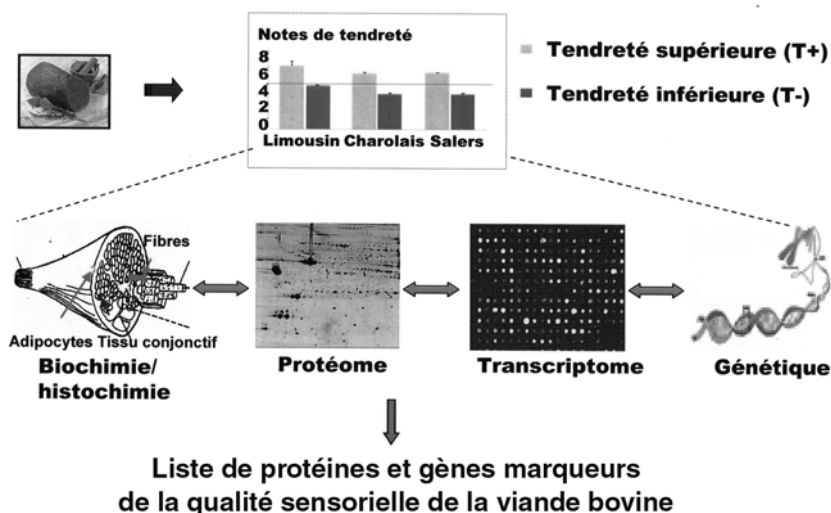 Notes de tendreté
8
6
4
2
0
Limousin Charolais Salers
Tendreté supérieure (T+)
Tendreté inférieure (T-)
Fibres
Adipocytes Tissu conjonctif
Biochimie/
histochimie
Protéome
Transcriptome
Génétique
Liste de protéines et gènes marqueurs
de la qualité sensorielle de la viande bovine